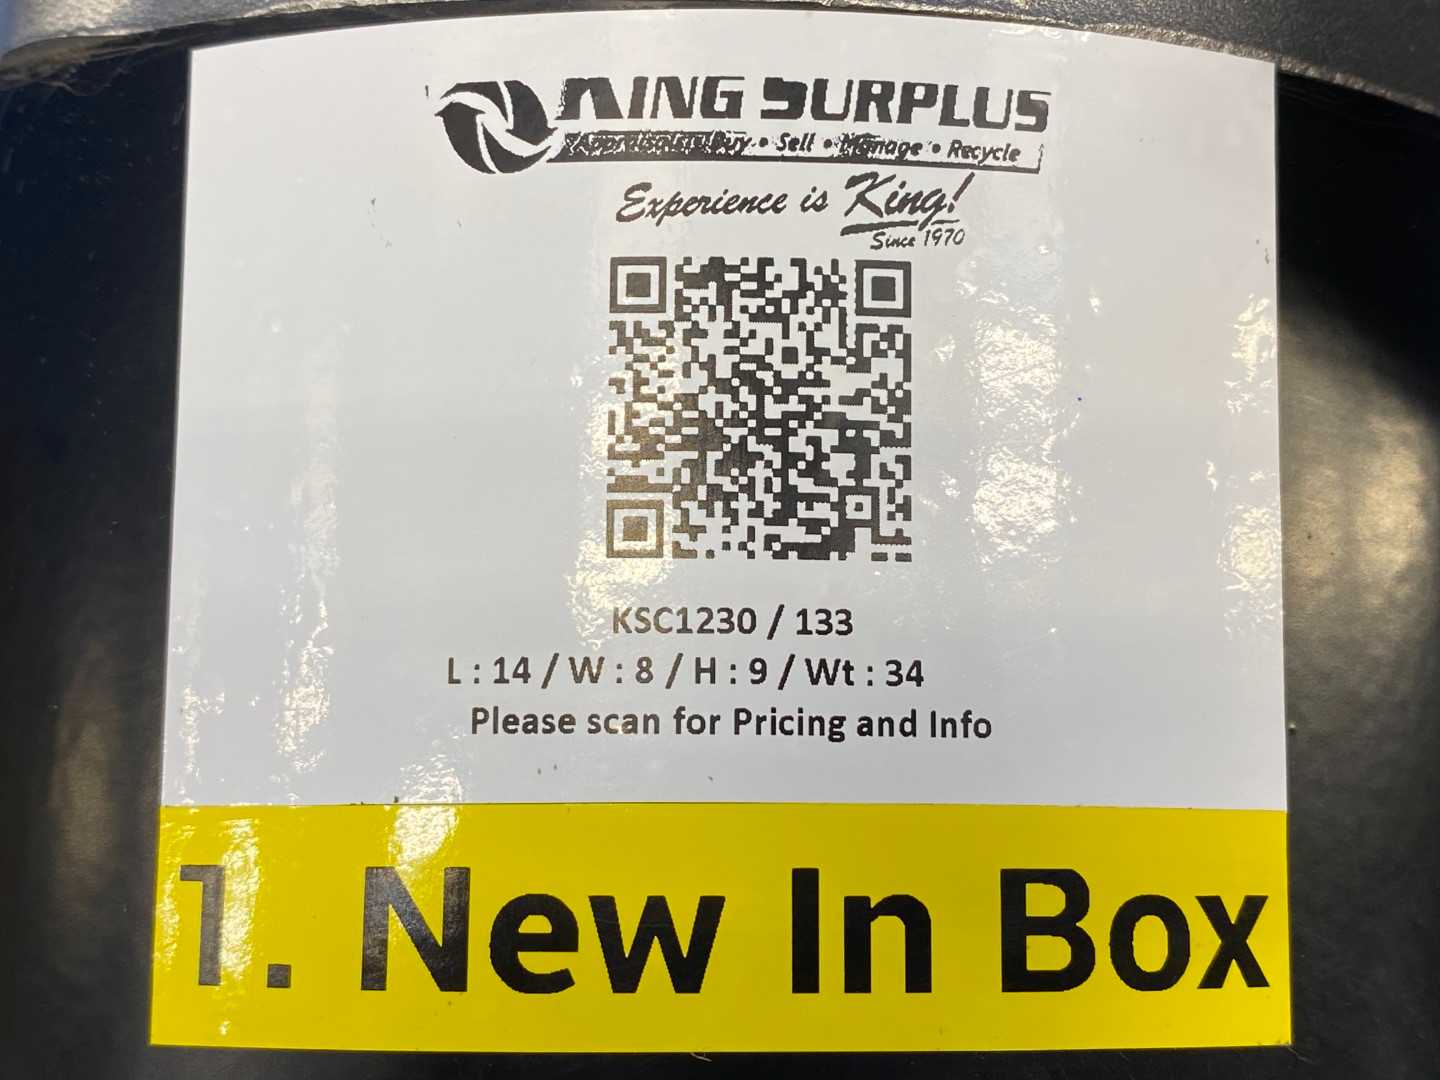 KING SURPLUS
Appraisals • Buy • Sell • Manage • Recycle
Experience is King!
Since 1970
KSC1230 / 133
L : 14 / W : 8 / H : 9 / Wt : 34
Please scan for Pricing and Info
1. New In Box